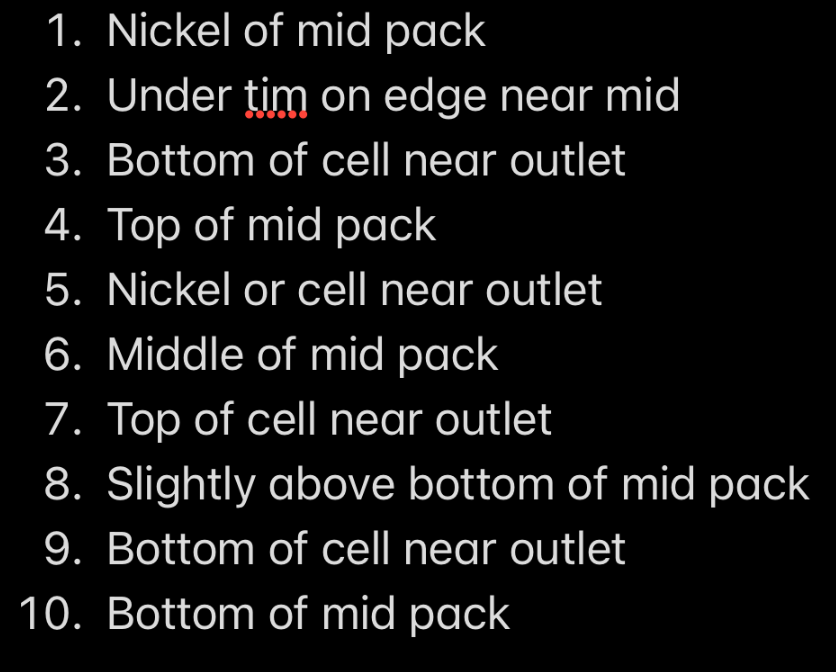 1. Nickel of mid pack
2. Under tim on edge near mid
3. Bottom of cell near outlet
4. Top of mid pack
5. Nickel or cell near outlet
6. Middle of mid pack
7. Top of cell near outlet
8. Slightly above bottom of mid pack
9. Bottom of cell near outlet
10. Bottom of mid pack